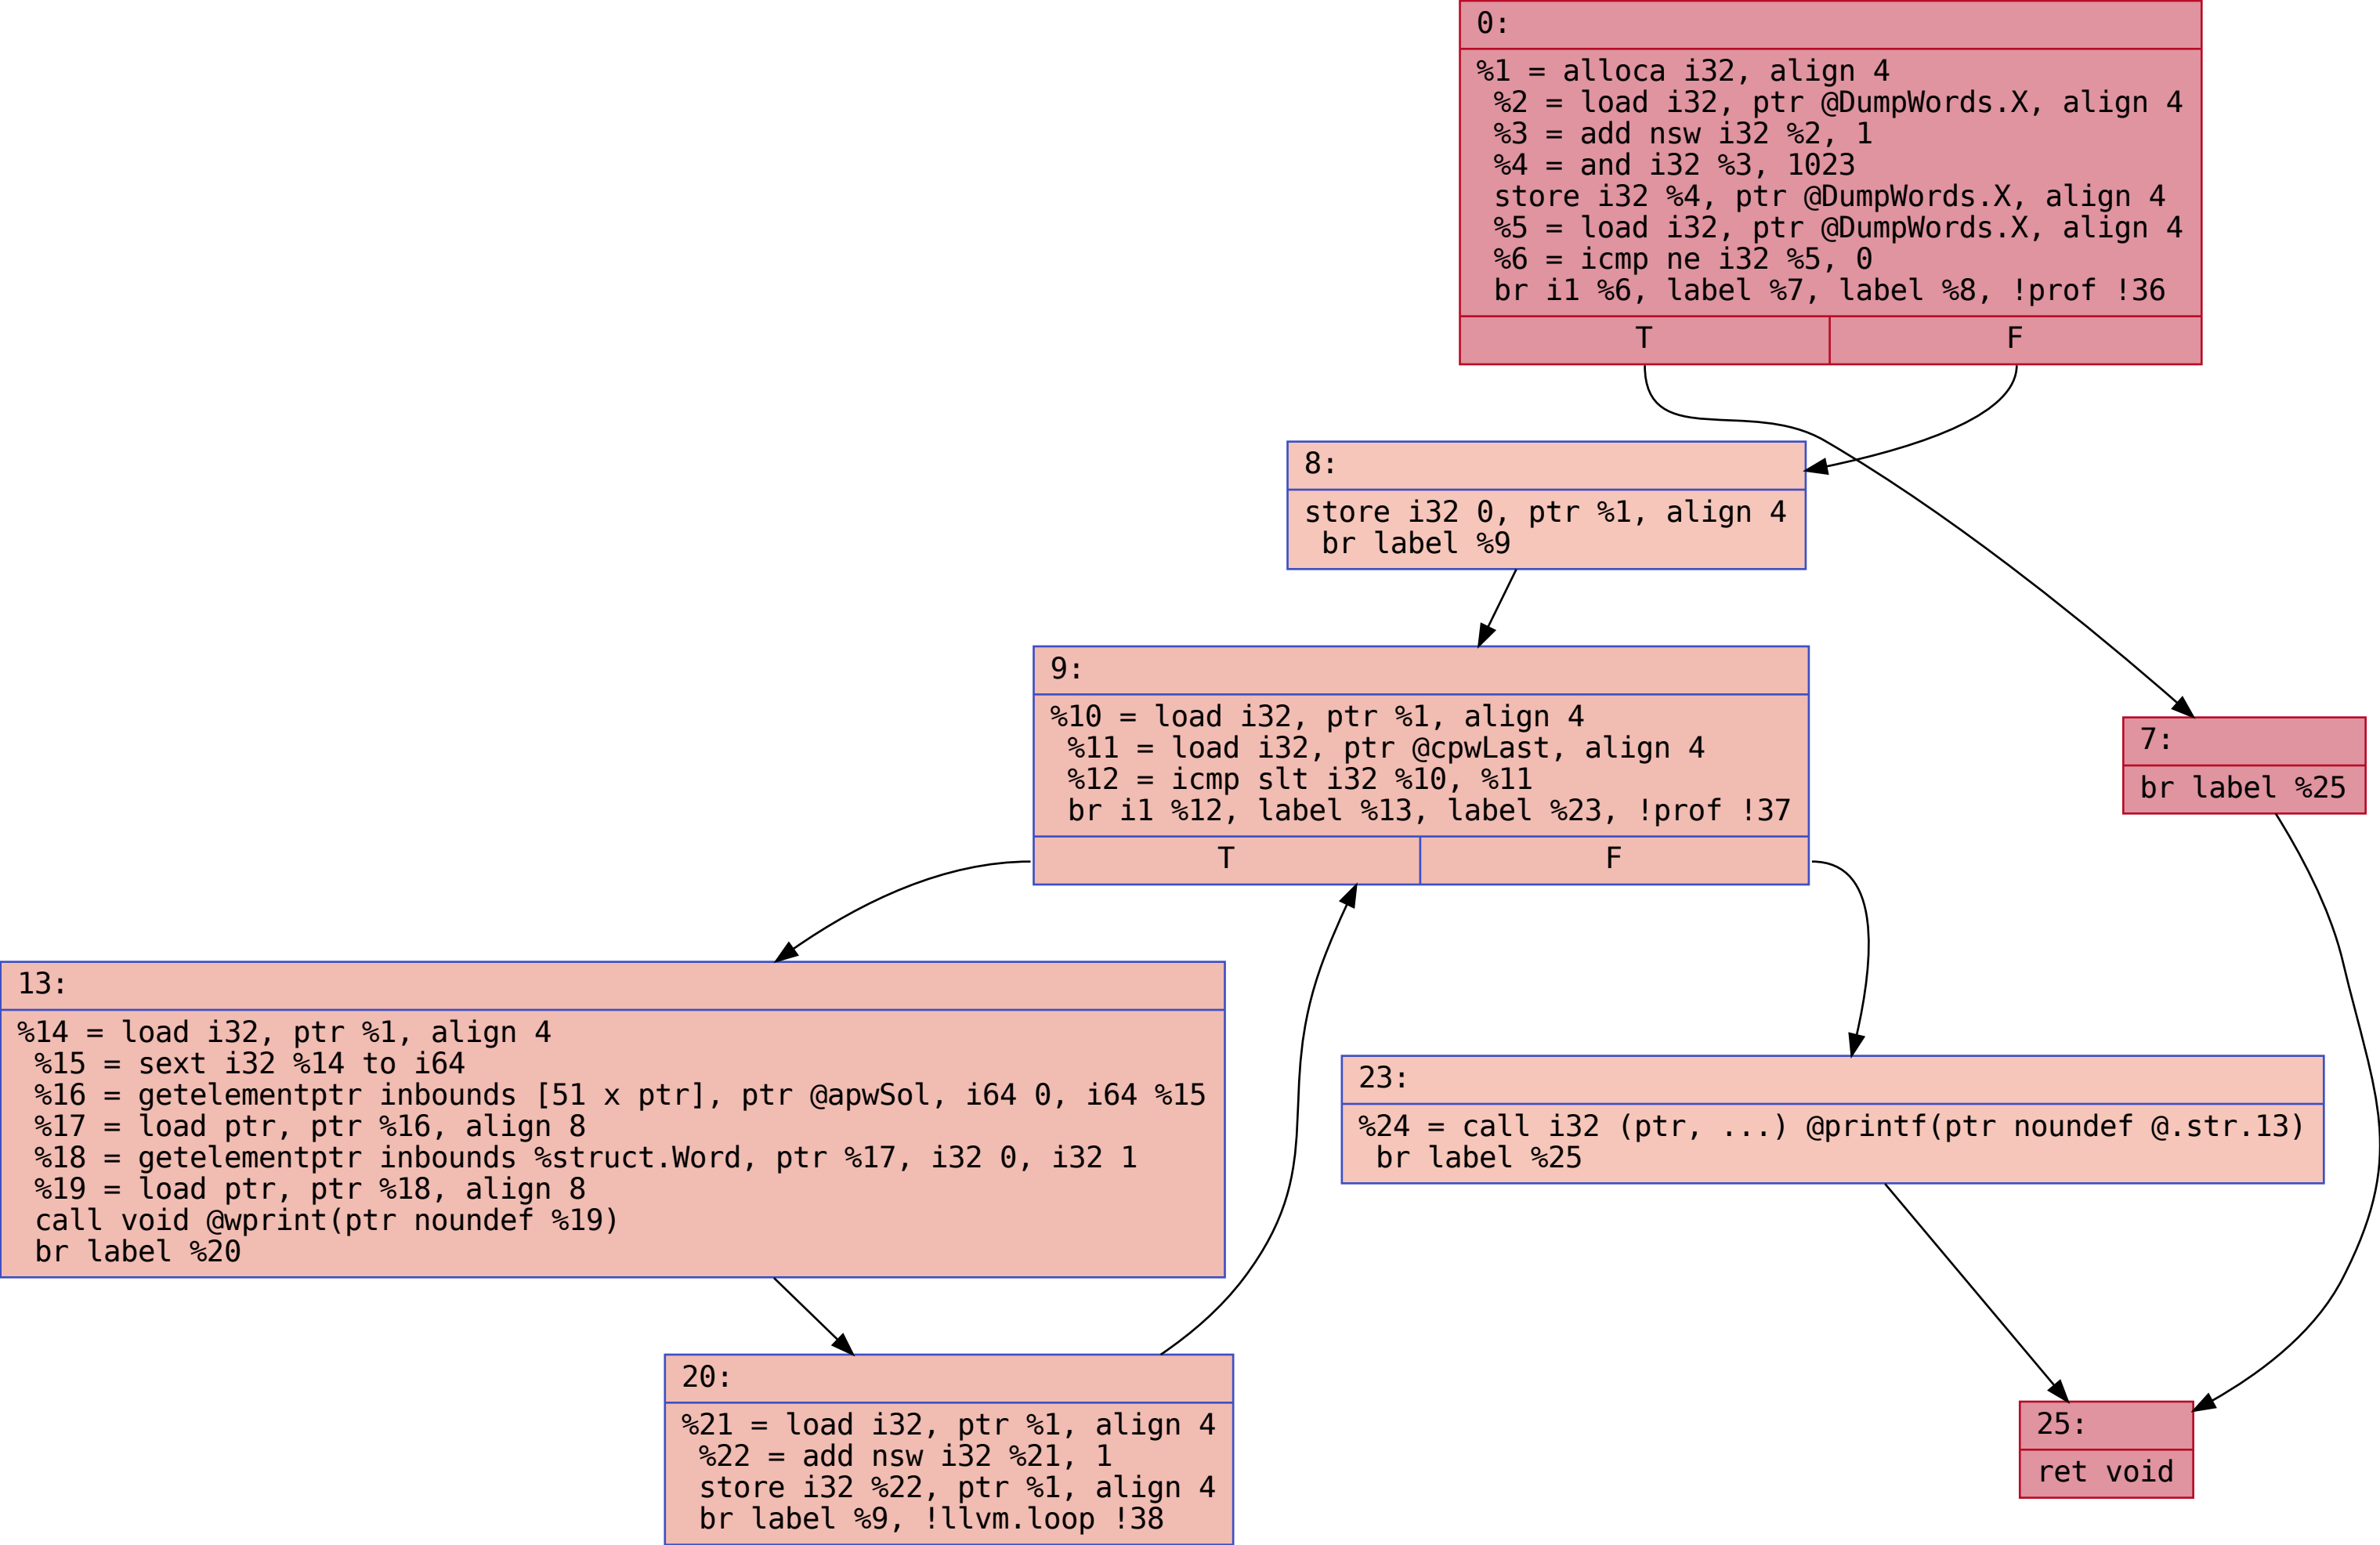 0:
%1 = alloca i32, align 4
%2 = load i32, ptr @DumpWords.X, align 4
%3 = add nsw i32 %2, 1
%4 = and i32 %3, 1023
store i32 %4, ptr @DumpWords.X, align 4
%5 = load i32, ptr @DumpWords.X, align 4
%6 = icmp ne i32 %5, 0
br i1 %6, label %7, label %8, !prof !36
T F
8:
store i32 0, ptr %1, align 4
br label %9
9:
%10 = load i32, ptr %1, align 4
%11 = load i32, ptr @cpwLast, align 4
%12 = icmp slt i32 %10, %11
br i1 %12, label %13, label %23, !prof !37
T F
7:
br label %25
13:
%14 = load i32, ptr %1, align 4
%15 = sext i32 %14 to i64
%16 = getelementptr inbounds [51 x ptr], ptr @apwSol, i64 0, i64 %15
%17 = load ptr, ptr %16, align 8
%18 = getelementptr inbounds %struct.Word, ptr %17, i32 0, i32 1
%19 = load ptr, ptr %18, align 8
call void @wprint(ptr noundef %19)
br label %20
23:
%24 = call i32 (ptr, ...) @printf(ptr noundef @.str.13)
br label %25
20:
%21 = load i32, ptr %1, align 4
%22 = add nsw i32 %21, 1
store i32 %22, ptr %1, align 4
br label %9, !llvm.loop !38
25:
ret void